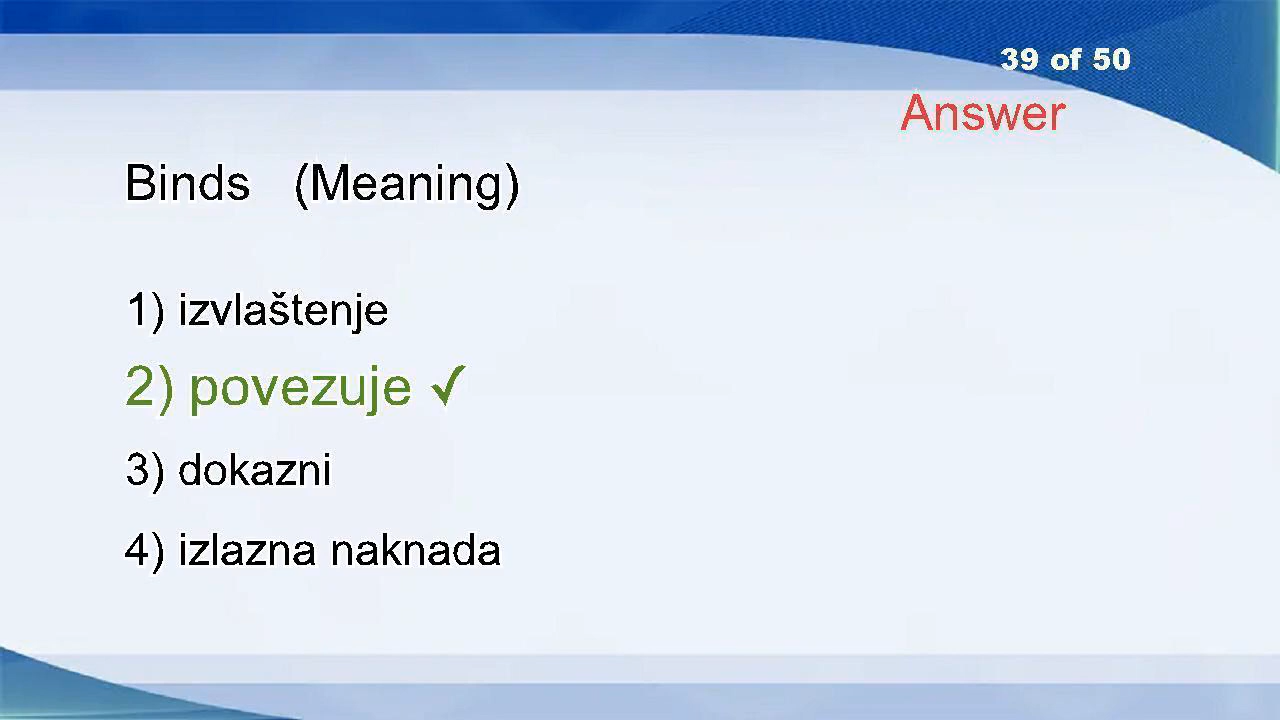 39 of 50
Answer
Binds (Meaning)
1) izvlaštenje
2) povezuje ✓
3) dokazni
4) izlazna naknada